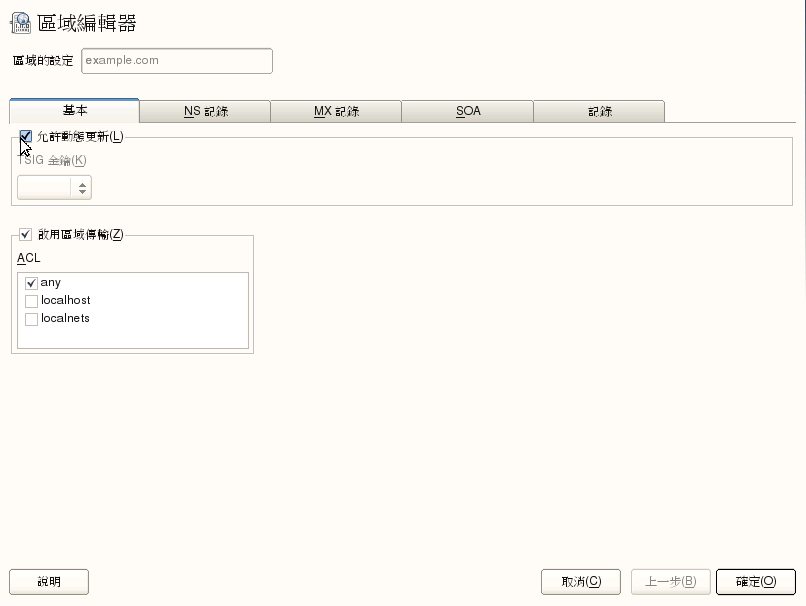 區域編輯器
區域的設定 example.com
基本 NS 記錄 MX 記錄 SOA 記錄
允許動態更新(L)
TSIG 金鑰(K)
啟用區域傳輸(Z)
ACL
any
localhost
localnets
說明 取消(C) 上一步(B) 確定(O)